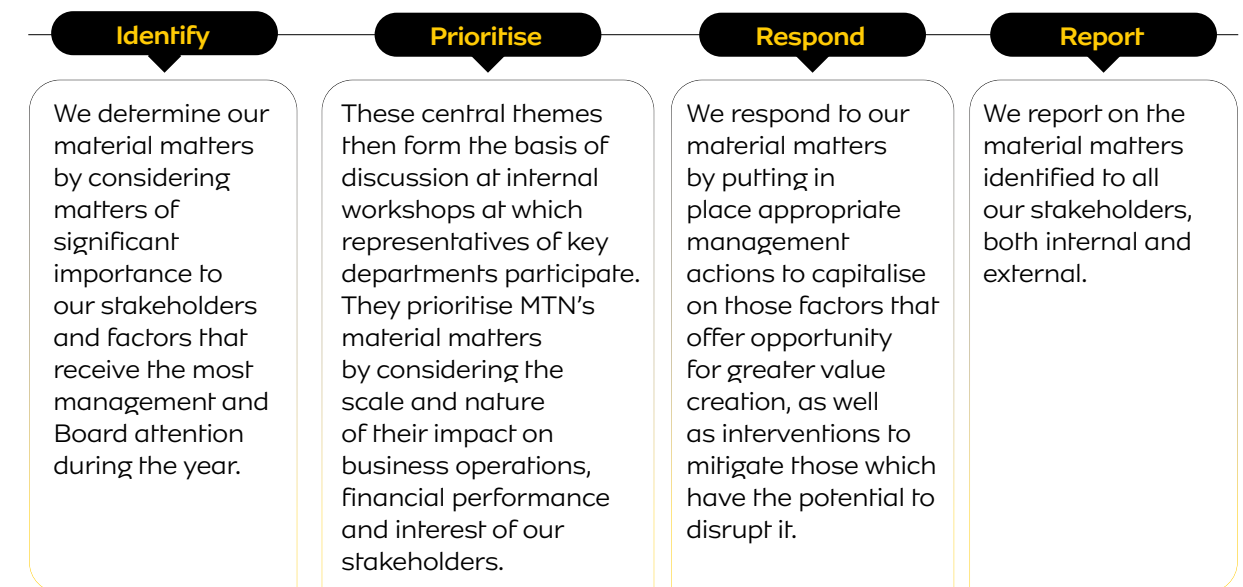 Identify
We determine our
material matters
by considering
matters of
significant
importance to
our stakeholders
and factors that
receive the most
management and
Board attention
during the year.
Prioritise
These central themes
then form the basis of
discussion at internal
workshops at which
representatives of key
departments participate.
They prioritise MTN’s
material matters
by considering the
scale and nature
of their impact on
business operations,
financial performance
and interest of our
stakeholders.
Respond
We respond to our
material matters
by putting in
place appropriate
management
actions to capitalise
on those factors that
offer opportunity
for greater value
creation, as well
as interventions to
mitigate those which
have the potential to
disrupt it.
Report
We report on the
material matters
identified to all
our stakeholders,
both internal and
external.